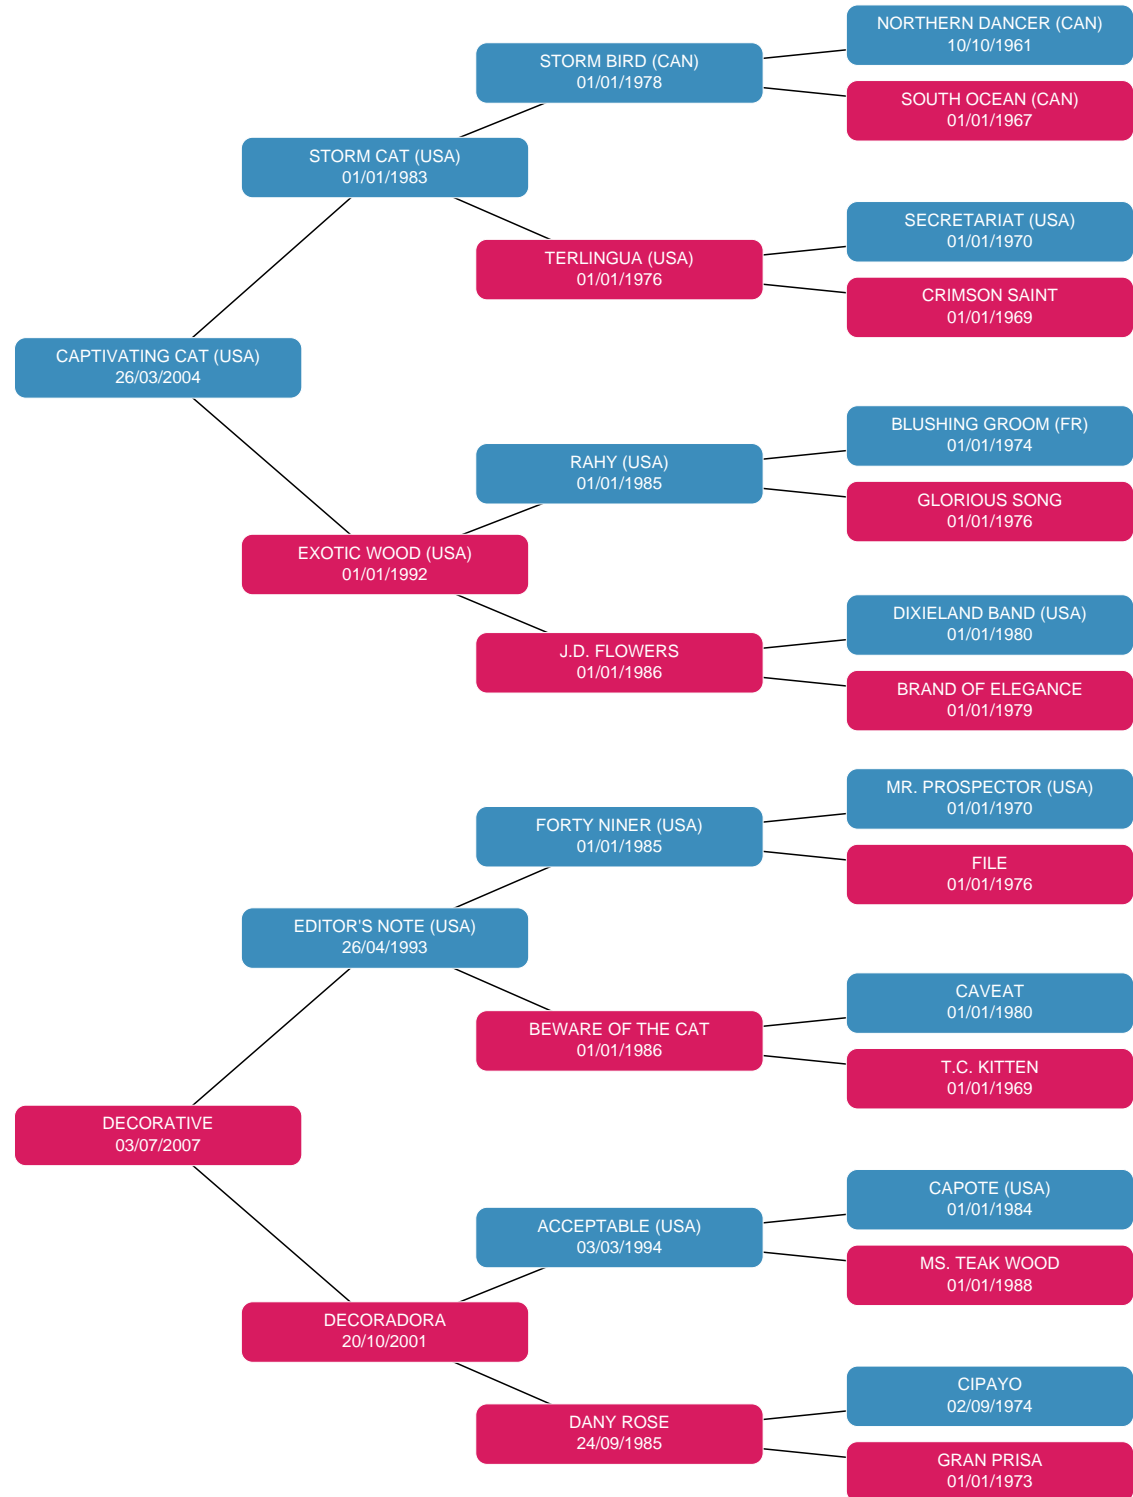 NORTHERN DANCER (CAN)
10/10/1961
STORM BIRD (CAN)
01/01/1978
SOUTH OCEAN (CAN)
01/01/1967
STORM CAT (USA)
01/01/1983
SECRETARIAT (USA)
01/01/1970
TERLINGUA (USA)
01/01/1976
CRIMSON SAINT
01/01/1969
CAPTIVATING CAT (USA)
26/03/2004
BLUSHING GROOM (FR)
01/01/1974
RAHY (USA)
01/01/1985
GLORIOUS SONG
01/01/1976
EXOTIC WOOD (USA)
01/01/1992
DIXIELAND BAND (USA)
01/01/1980
J.D. FLOWERS
01/01/1986
BRAND OF ELEGANCE
01/01/1979
MR. PROSPECTOR (USA)
01/01/1970
FORTY NINER (USA)
01/01/1985
FILE
01/01/1976
EDITOR'S NOTE (USA)
26/04/1993
CAVEAT
01/01/1980
BEWARE OF THE CAT
01/01/1986
T.C. KITTEN
01/01/1969
DECORATIVE
03/07/2007
CAPOTE (USA)
01/01/1984
ACCEPTABLE (USA)
03/03/1994
MS. TEAK WOOD
01/01/1988
DECORADORA
20/10/2001
CIPAYO
02/09/1974
DANY ROSE
24/09/1985
GRAN PRISA
01/01/1973